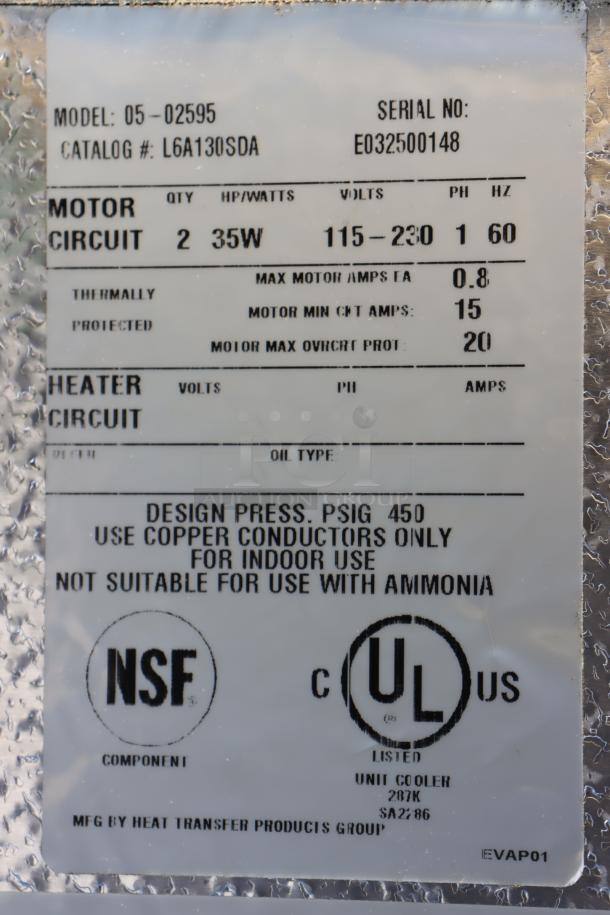 MODEL: 05-02595
SERIAL NO:
CATALOG #: L6A130SDA
E032500148
QTY HP/WATTS VOLTS PH HZ
MOTOR
CIRCUIT 2 35W 115-230 1 60
MAX MOTOR AMPS EA 0.8
THERMALLY
MOTOR MIN CKT AMPS: 15
PROTECTED
MOTOR MAX OVRCRT PROT 20
HEATER VOLTS PH AMPS
CIRCUIT
OIL TYPE
PCI
AUCTION GROUP
DESIGN PRESS. PSIG 450
USE COPPER CONDUCTORS ONLY
FOR INDOOR USE
NOT SUITABLE FOR USE WITH AMMONIA
NSF
COMPONENT
C UL US
®
LISTED
UNIT COOLER
287K
MFG BY HEAT TRANSFER PRODUCTS GROUP
EVAP01